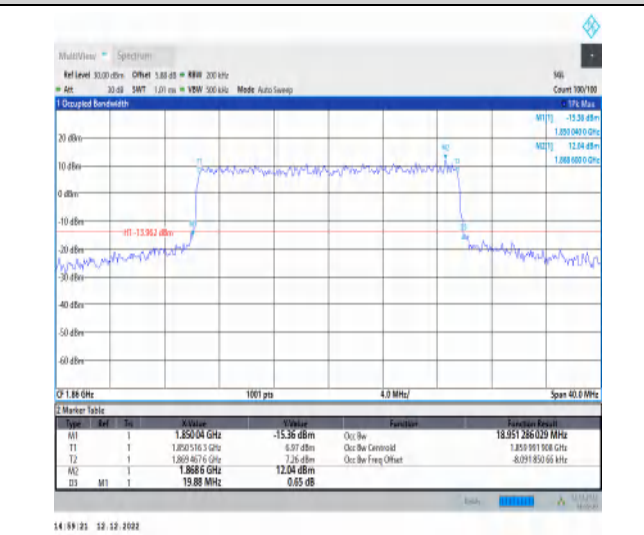 MultiView Spectrum
Ref Level 30.00 dBm Offset 5.88 dB RBW 200 kHz SGL
Att 30 dB SWT 1.01 ms VBW 500 kHz Mode Auto Sweep Count 100/100
1 Occupied Bandwidth 1Pk Max
M1[1] -15.36 dBm
1.850 040 0 GHz
M2[1] 12.04 dBm
1.868 600 0 GHz
20 dBm
M2
T1 T2
10 dBm
0 dBm
-10 dBm
M1
H1 -13.962 dBm
-20 dBm
-30 dBm
-40 dBm
-50 dBm
-60 dBm
CF 1.86 GHz 1001 pts 4.0 MHz/ Span 40.0 MHz
2 Marker Table
Type Ref Trc X-Value Y-Value Function Function Result
M1 1 1.850 04 GHz -15.36 dBm Occ Bw 18.951 286 029 MHz
T1 1 1.850 516 3 GHz 6.97 dBm Occ Bw Centroid 1.859 991 908 GHz
T2 1 1.869 467 6 GHz 7.26 dBm Occ Bw Freq Offset -8.091 850 66 kHz
M2 1 1.868 6 GHz 12.04 dBm
D3 M1 1 19.88 MHz 0.65 dB
14:59:21 12.12.2022